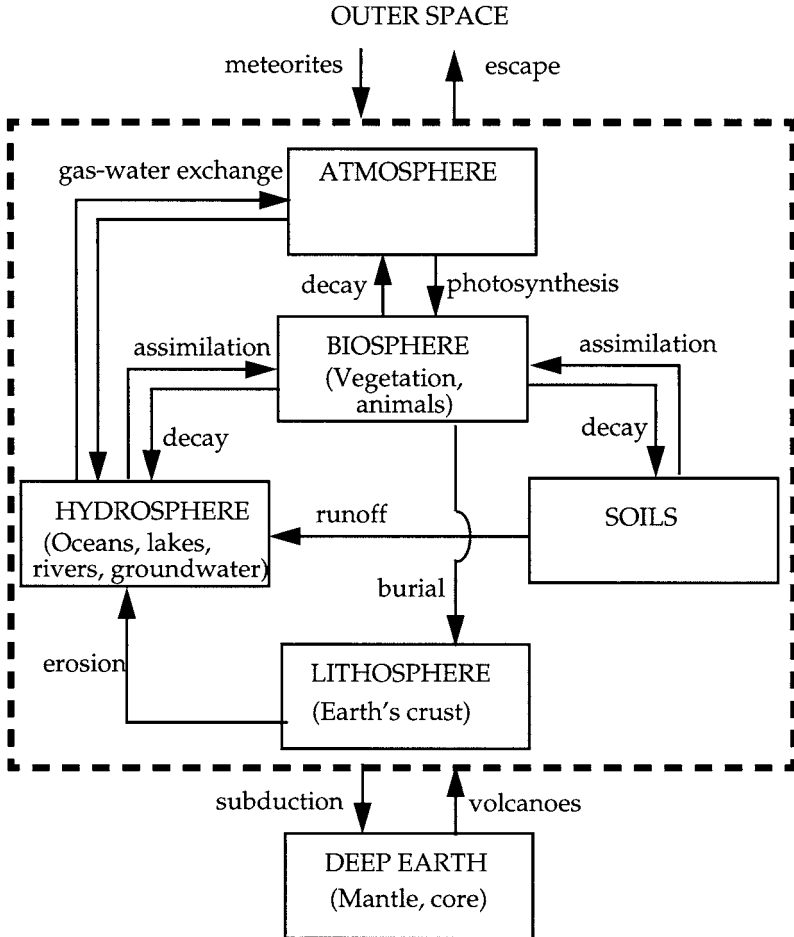 OUTER SPACE
meteorites
escape
gas-water exchange
ATMOSPHERE
decay
photosynthesis
assimilation
BIOSPHERE
(Vegetation,
animals)
assimilation
decay
decay
HYDROSPHERE
(Oceans, lakes,
rivers, groundwater)
runoff
SOILS
burial
erosion
LITHOSPHERE
(Earth's crust)
subduction
volcanoes
DEEP EARTH
(Mantle, core)